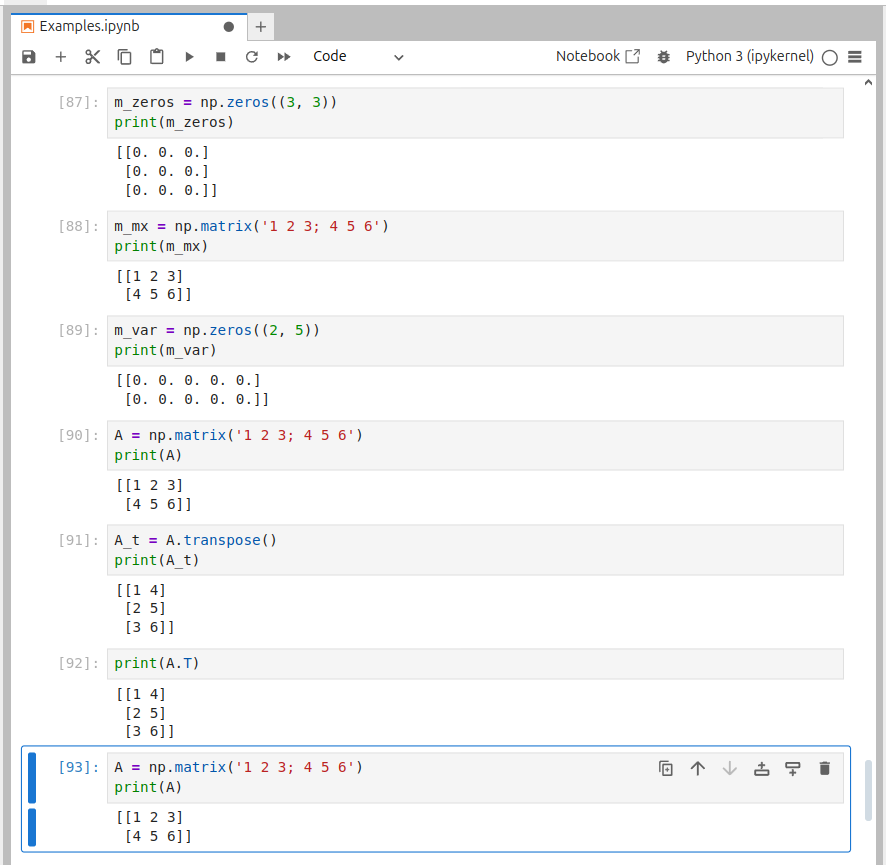 Examples.ipynb
Code
Notebook
Python 3 (ipykernel)
[87]: m_zeros = np.zeros((3, 3))
print(m_zeros)
[[0. 0. 0.]
 [0. 0. 0.]
 [0. 0. 0.]]
[88]: m_mx = np.matrix('1 2 3; 4 5 6')
print(m_mx)
[[1 2 3]
 [4 5 6]]
[89]: m_var = np.zeros((2, 5))
print(m_var)
[[0. 0. 0. 0. 0.]
 [0. 0. 0. 0. 0.]]
[90]: A = np.matrix('1 2 3; 4 5 6')
print(A)
[[1 2 3]
 [4 5 6]]
[91]: A_t = A.transpose()
print(A_t)
[[1 4]
 [2 5]
 [3 6]]
[92]: print(A.T)
[[1 4]
 [2 5]
 [3 6]]
[93]: A = np.matrix('1 2 3; 4 5 6')
print(A)
[[1 2 3]
 [4 5 6]]